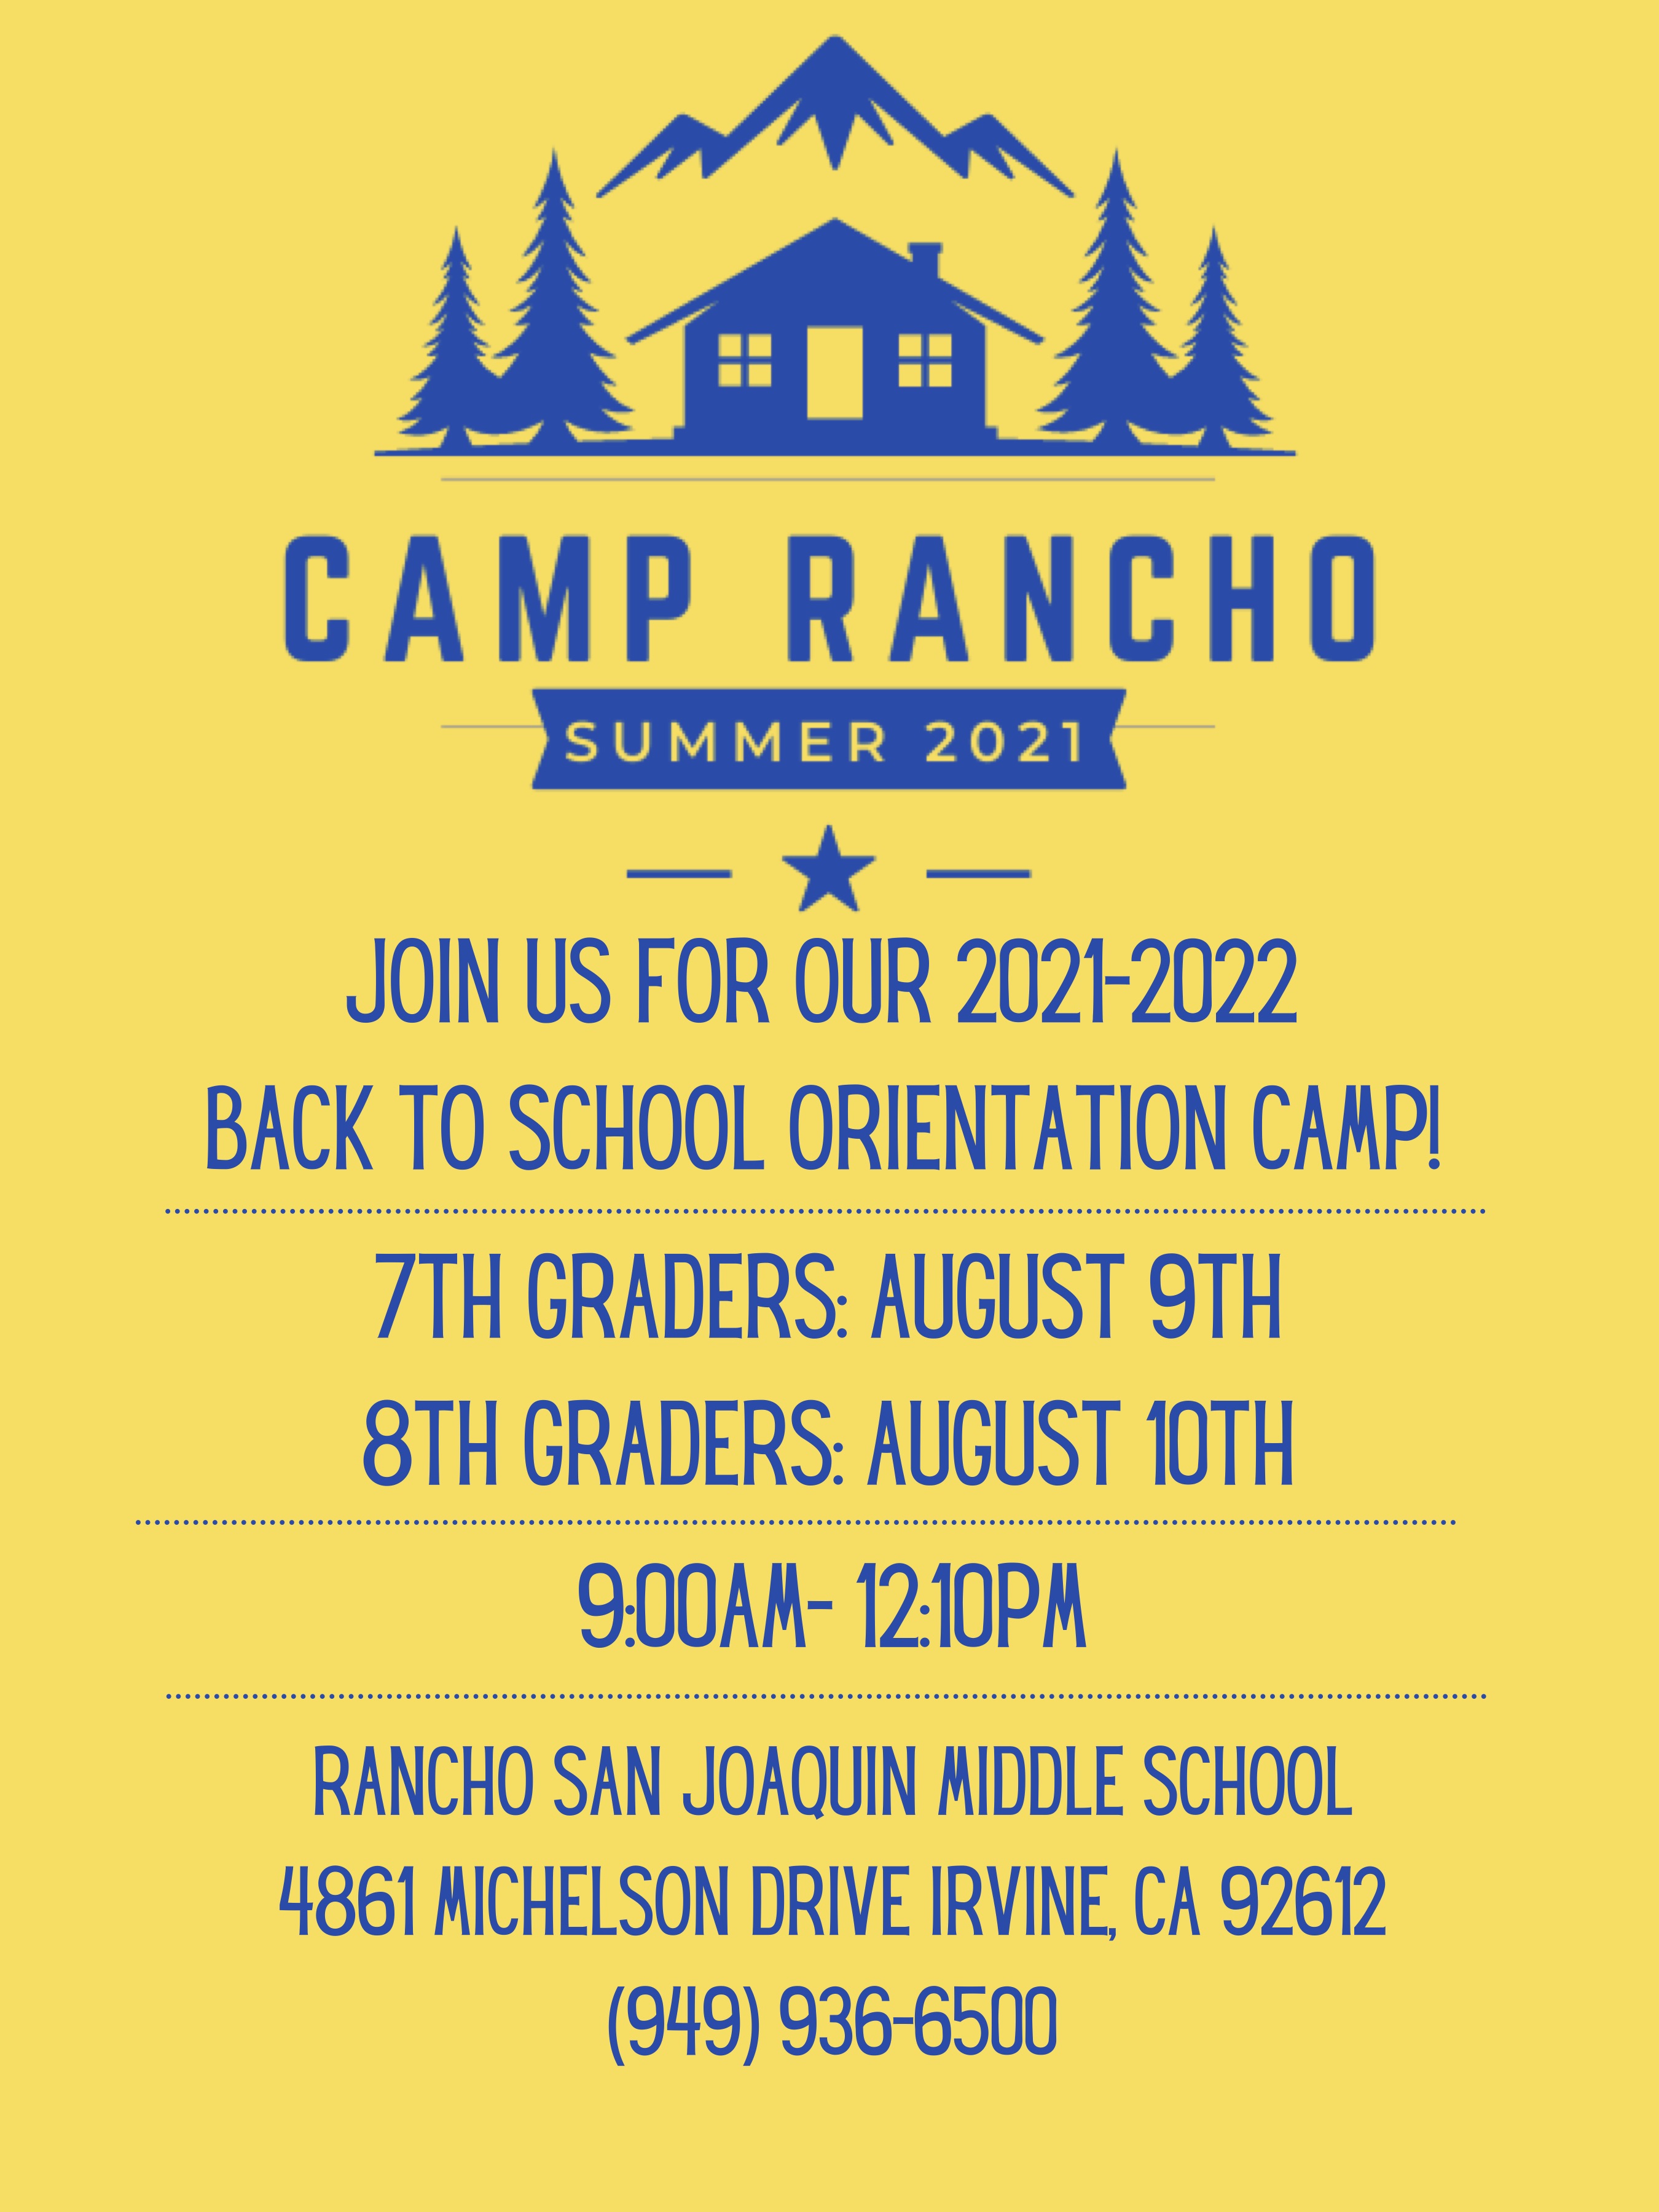 CAMP RANCHO
SUMMER 2021
JOIN US FOR OUR 2021-2022
BACK TO SCHOOL ORIENTATION CAMP!
7TH GRADERS: AUGUST 9TH
8TH GRADERS: AUGUST 10TH
9:00AM- 12:10PM
RANCHO SAN JOAQUIN MIDDLE SCHOOL
4861 MICHELSON DRIVE IRVINE, CA 92612
(949) 936-6500